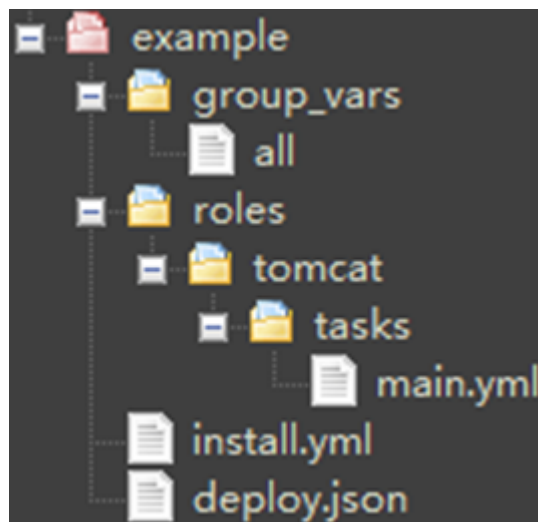 example
group_vars
all
roles
tomcat
tasks
main.yml
install.yml
deploy.json